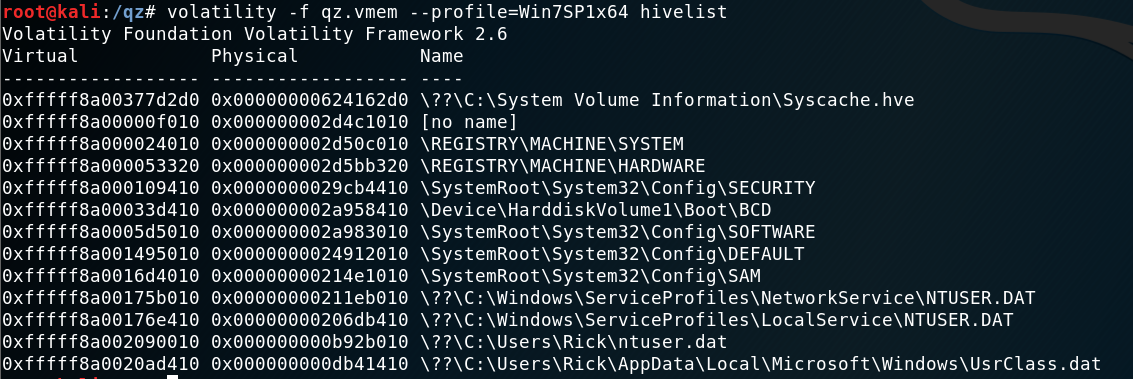 root@kali:/qz# volatility -f qz.vmem --profile=Win7SP1x64 hivelist
Volatility Foundation Volatility Framework 2.6
Virtual            Physical           Name
------------------ ------------------ ----
0xfffff8a00377d2d0 0x00000000624162d0 \??\C:\System Volume Information\Syscache.hve
0xfffff8a00000f010 0x000000002d4c1010 [no name]
0xfffff8a000024010 0x000000002d50c010 \REGISTRY\MACHINE\SYSTEM
0xfffff8a000053320 0x000000002d5bb320 \REGISTRY\MACHINE\HARDWARE
0xfffff8a000109410 0x0000000029cb4410 \SystemRoot\System32\Config\SECURITY
0xfffff8a00033d410 0x000000002a958410 \Device\HarddiskVolume1\Boot\BCD
0xfffff8a0005d5010 0x000000002a983010 \SystemRoot\System32\Config\SOFTWARE
0xfffff8a001495010 0x0000000024912010 \SystemRoot\System32\Config\DEFAULT
0xfffff8a0016d4010 0x00000000214e1010 \SystemRoot\System32\Config\SAM
0xfffff8a00175b010 0x00000000211eb010 \??\C:\Windows\ServiceProfiles\NetworkService\NTUSER.DAT
0xfffff8a00176e410 0x00000000206db410 \??\C:\Windows\ServiceProfiles\LocalService\NTUSER.DAT
0xfffff8a002090010 0x000000000b92b010 \??\C:\Users\Rick\ntuser.dat
0xfffff8a0020ad410 0x000000000db41410 \??\C:\Users\Rick\AppData\Local\Microsoft\Windows\UsrClass.dat